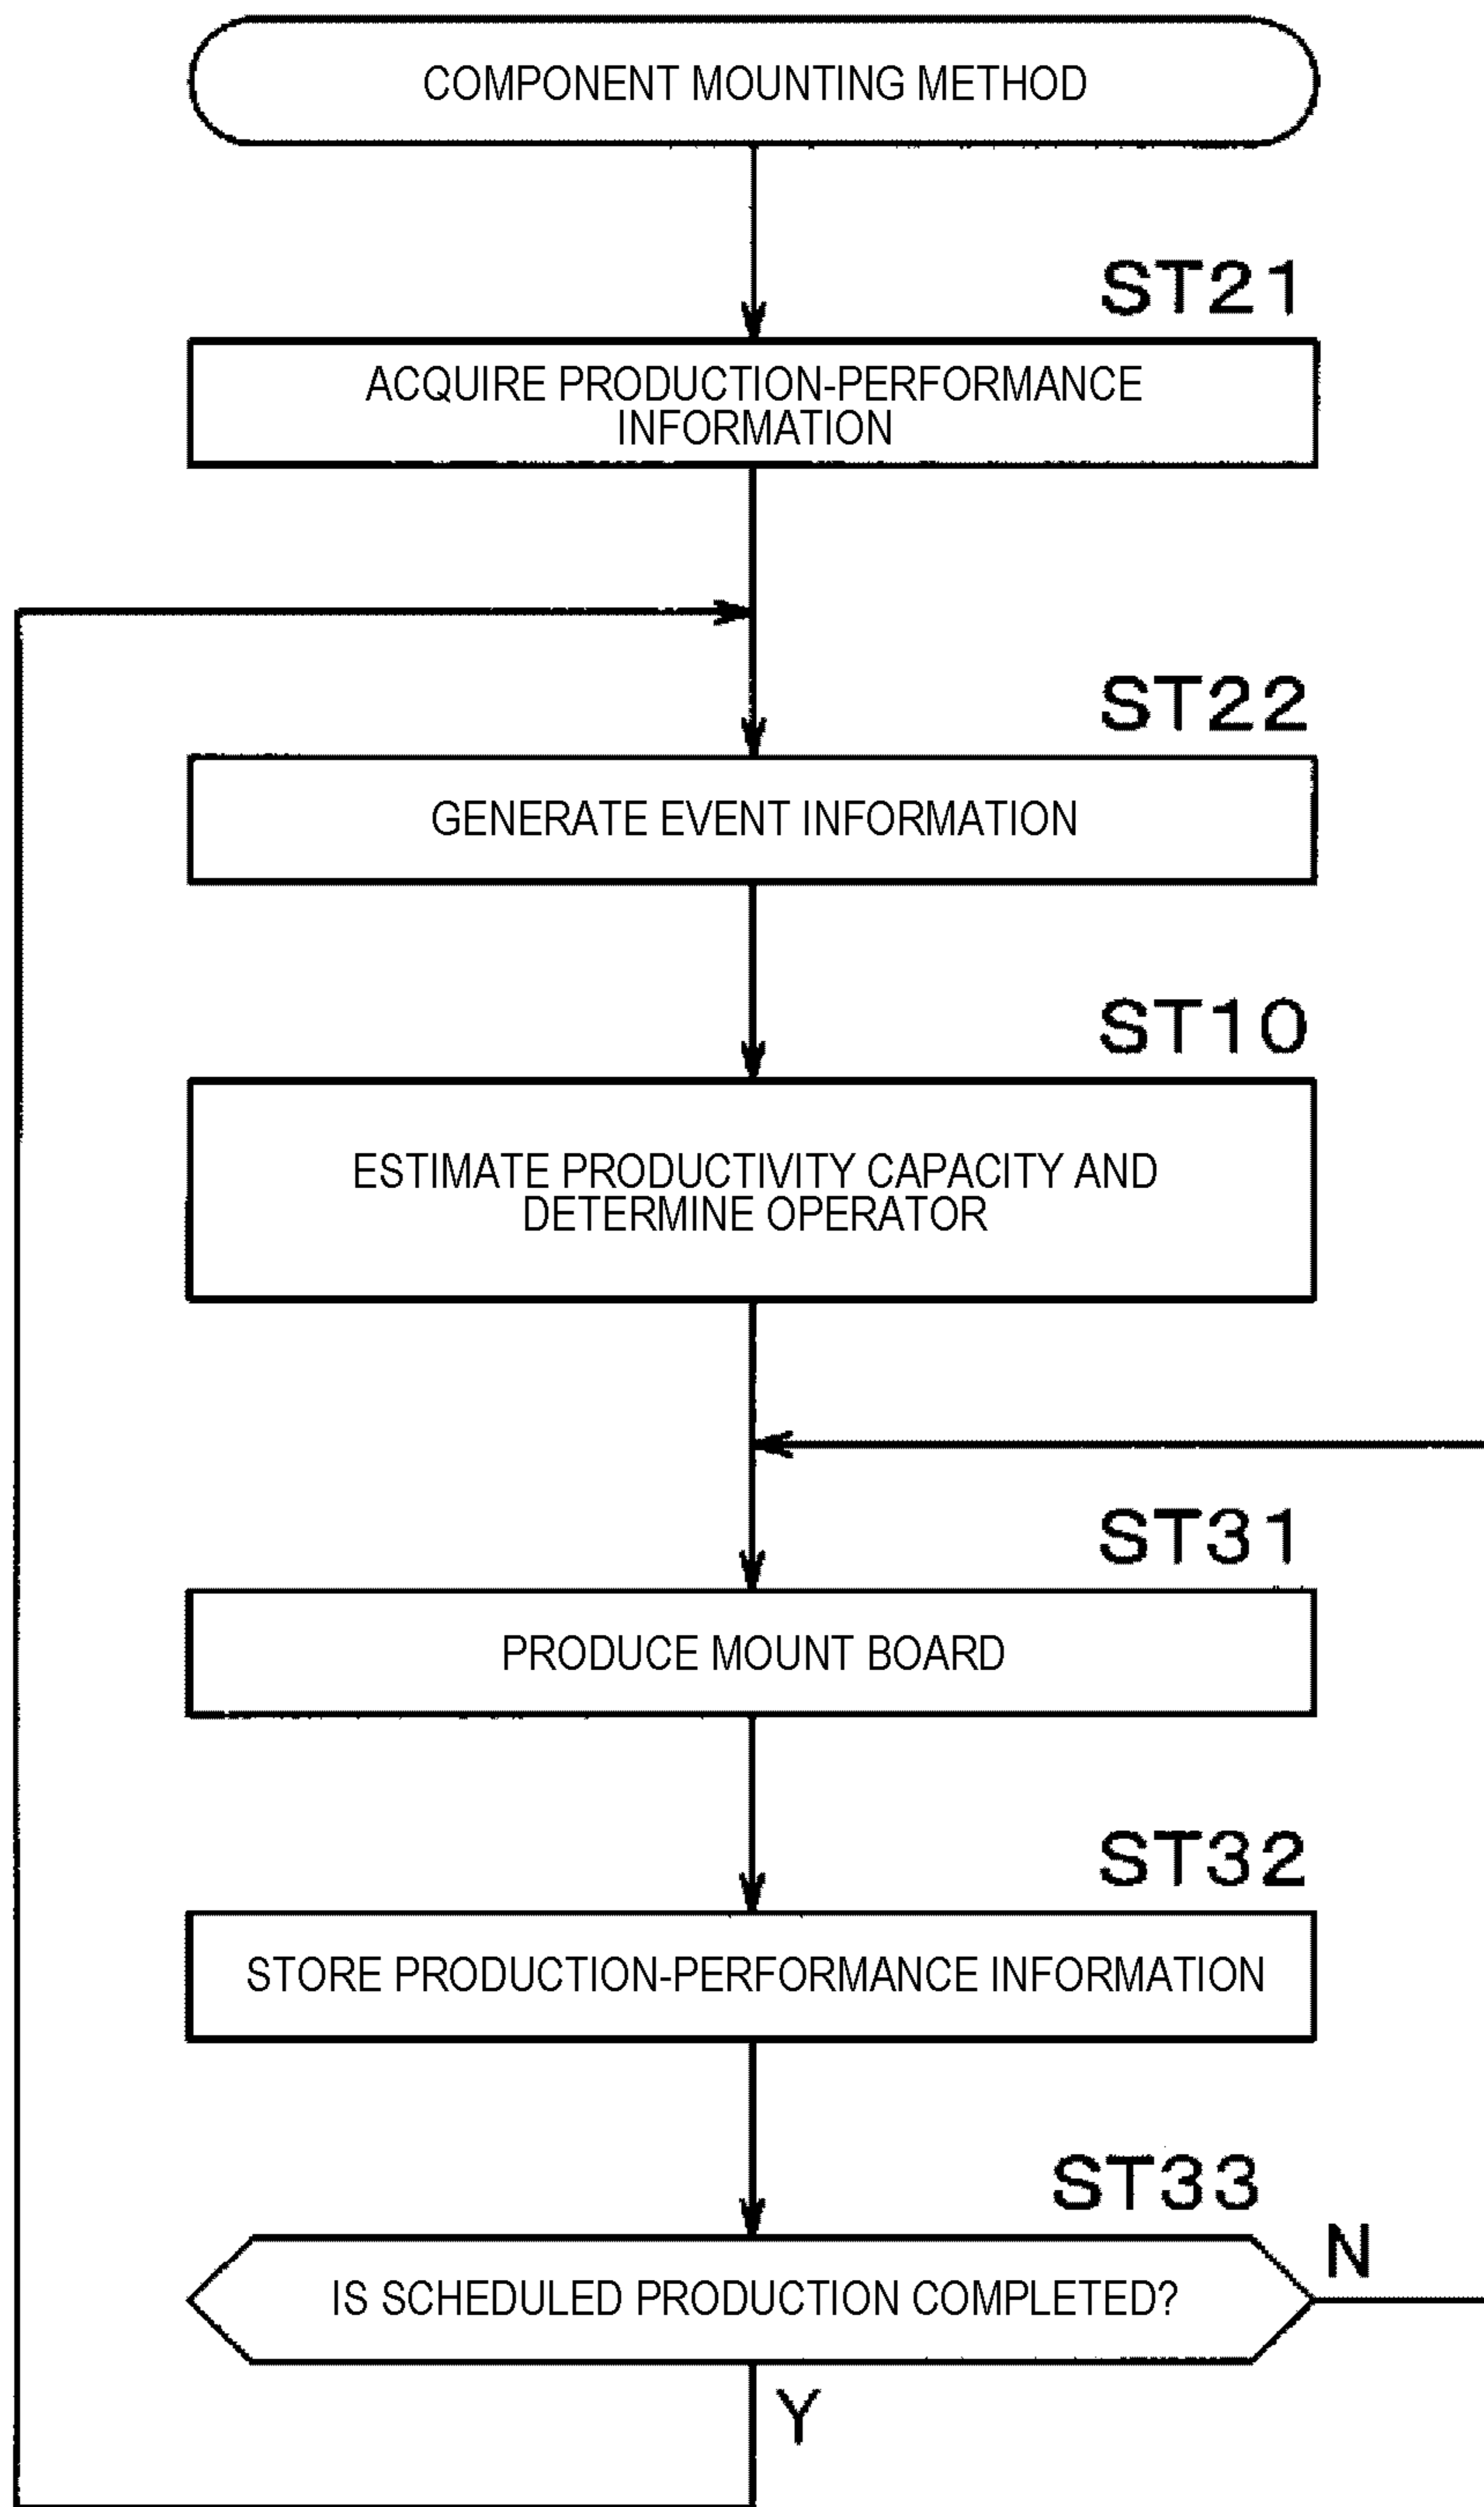 COMPONENT MOUNTING METHOD
ST21
ACQUIRE PRODUCTION-PERFORMANCE
INFORMATION
ST22
GENERATE EVENT INFORMATION
ST10
ESTIMATE PRODUCTIVITY CAPACITY AND
DETERMINE OPERATOR
ST31
PRODUCE MOUNT BOARD
ST32
STORE PRODUCTION-PERFORMANCE INFORMATION
ST33
IS SCHEDULED PRODUCTION COMPLETED?
N
Y